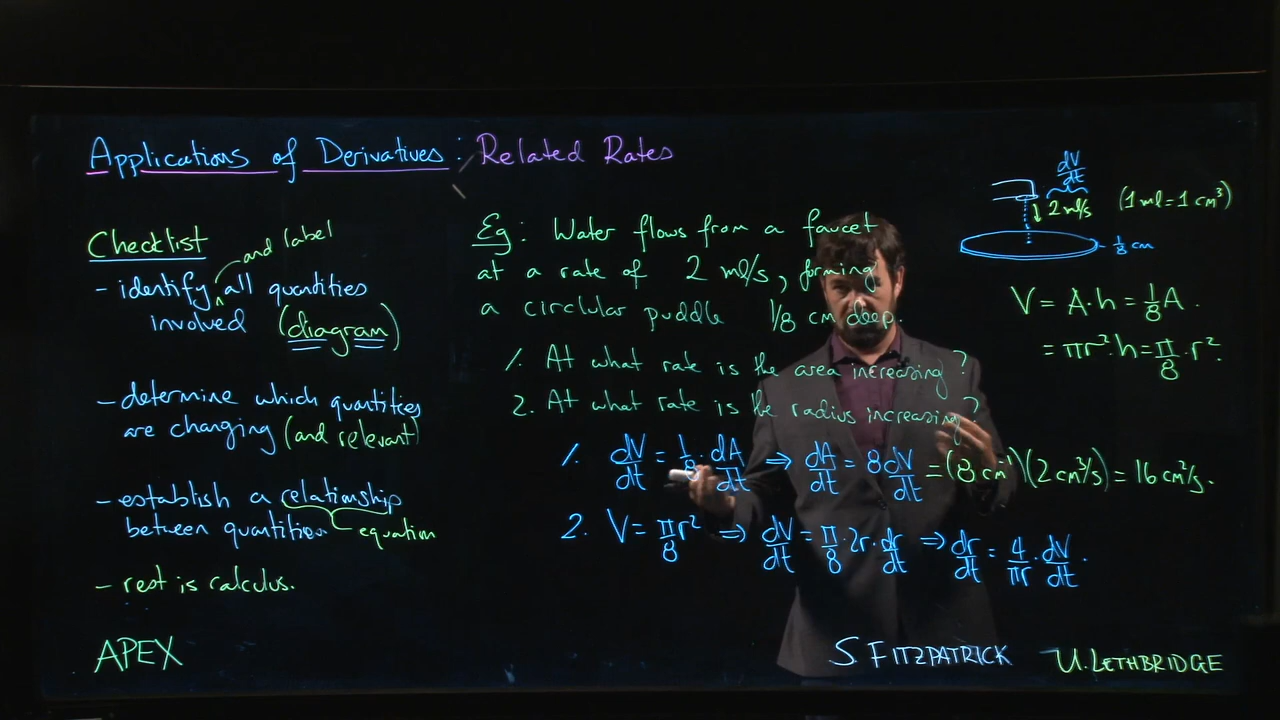 Applications of Derivatives: Related Rates
Checklist
and label
- identify all quantities
involved (diagram)
- determine which quantities
are changing (and relevant)
- establish a relationship
between quantities. equation
- rest is calculus.
APEX
Eg: Water flows from a faucet
at a rate of 2 ml/s, forming
a circlular puddle 1/8 cm deep.
1. At what rate is the area increasing?
2. At what rate is the radius increasing?
1. dV/dt = 1/8 · dA/dt ⇒ dA/dt = 8 dV/dt = (8 cm⁻¹)(2 cm³/s) = 16 cm²/s.
2. V = π/8 r² ⇒ dV/dt = π/8 · 2r · dr/dt ⇒ dr/dt = 4/πr · dV/dt.
dV/dt
2 ml/s (1 ml = 1 cm³)
1/8 cm
V = A·h = 1/8 A.
= πr²·h = π/8 · r².
S. FITZPATRICK U. LETHBRIDGE